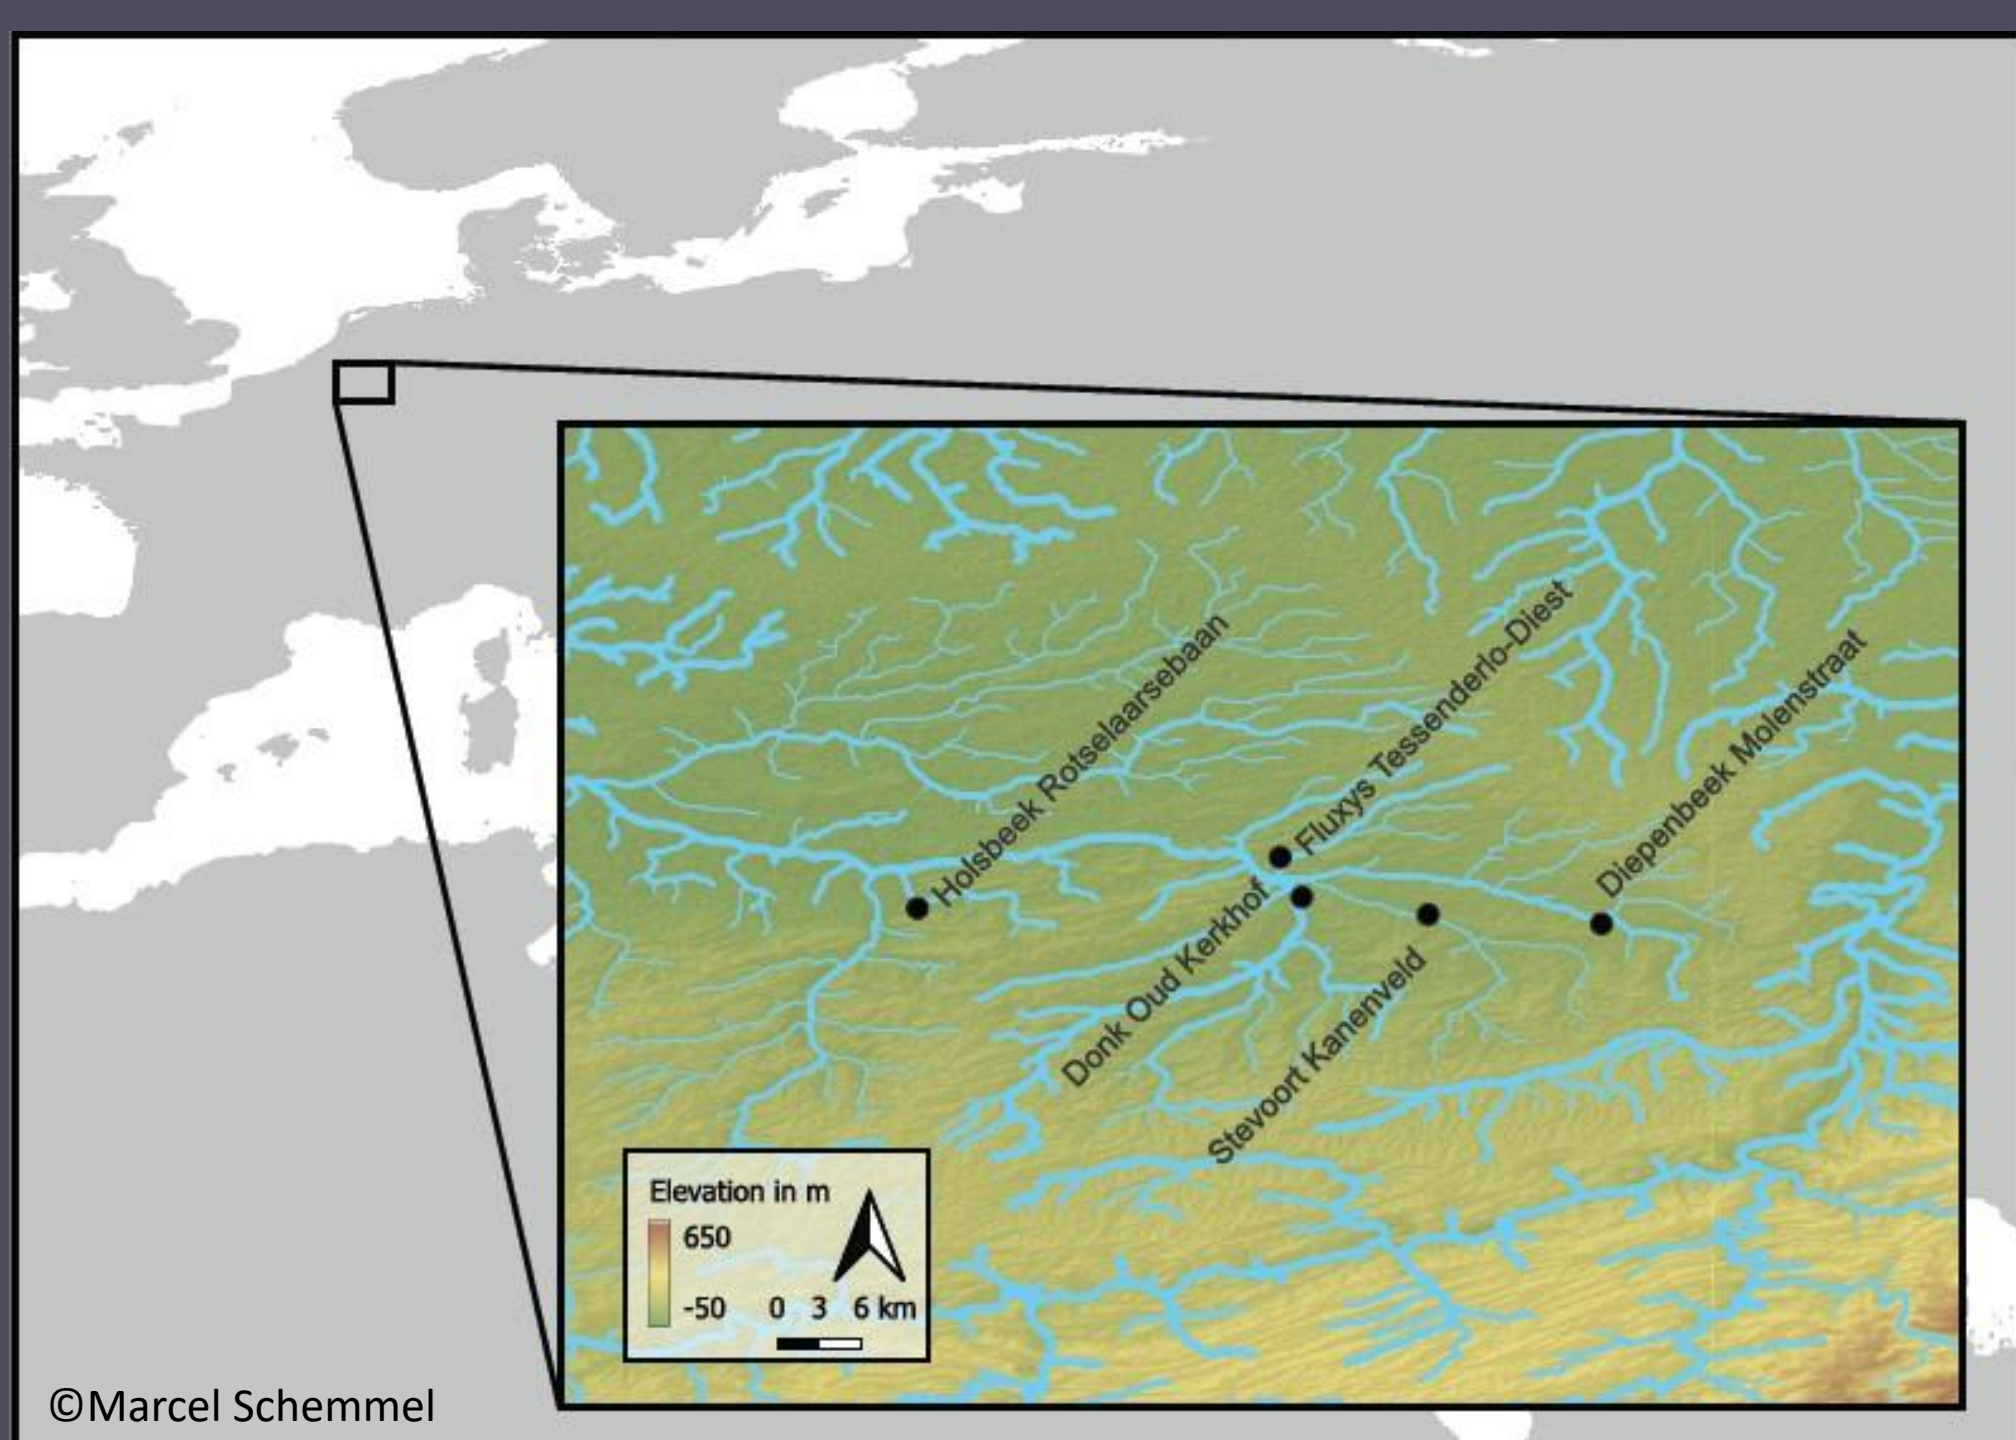 Holsbeek Rotselaarsebaan
Fluxys Tessenderlo-Diest
Diepenbeek Molenstraat
Donk Oud Kerkhof
Stevoort Kanenveld
Elevation in m
650
-50
0 3 6 km
©Marcel Schemmel